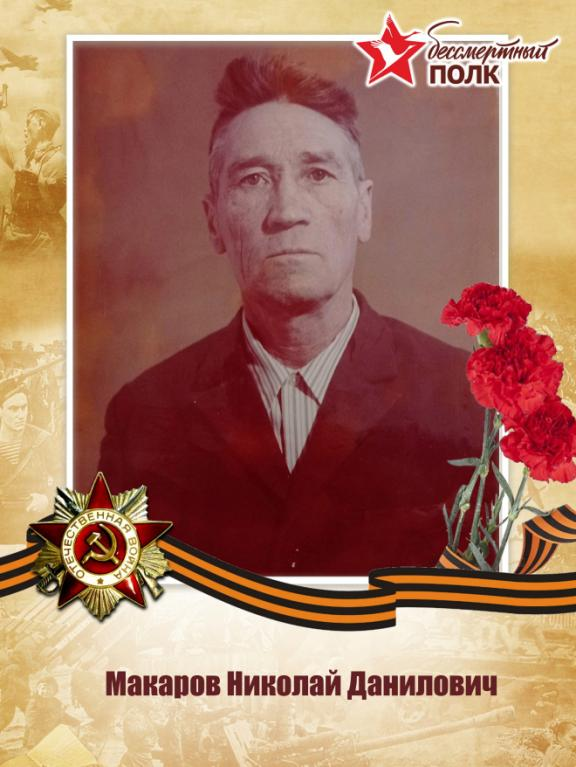 бессмертный
ПОЛК
ОТЕЧЕСТВЕННАЯ ВОЙНА
Макаров Николай Данилович